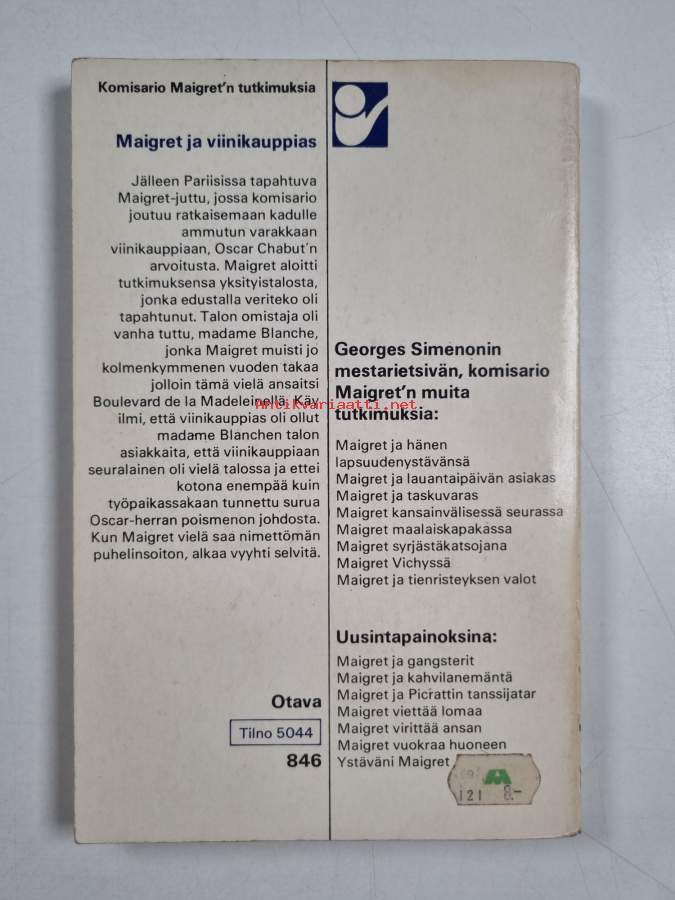 Komisario Maigret'n tutkimuksia
Maigret ja viinikauppias
Jälleen Pariisissa tapahtuva
Maigret-juttu, jossa komisario
joutuu ratkaisemaan kadulle
ammutun varakkaan
viinikauppiaan, Oscar Chabut'n
arvoitusta. Maigret aloitti
tutkimuksensa yksityistalosta,
jonka edustalla veriteko oli
tapahtunut. Talon omistaja oli
vanha tuttu, madame Blanche,
jonka Maigret muisti jo
kolmenkymmenen vuoden takaa
jolloin tämä vielä ansaitsi
Boulevard de la Madeleinella. Käy
ilmi, että viinikauppias oli ollut
madame Blanchen talon
asiakkaita, että viinikauppiaan
seuralainen oli vielä talossa ja ettei
kotona enempää kuin
työpaikassakaan tunnettu surua
Oscar-herran poismenon johdosta.
Kun Maigret vielä saa nimettömän
puhelinsoiton, alkaa vyyhti selvitä.
Otava
Tilno 5044
846
Georges Simenonin
mestarietsivän, komisario
Maigret'n muita
tutkimuksia:
Maigret ja hänen
lapsuudenystävänsä
Maigret ja lauantaipäivän asiakas
Maigret ja taskuvaras
Maigret kansainvälisessä seurassa
Maigret maalaiskapakassa
Maigret syrjästäkatsojana
Maigret Vichyssä
Maigret ja tienristeyksen valot
Uusintapainoksina:
Maigret ja gangsterit
Maigret ja kahvilanemäntä
Maigret ja Picrattin tanssijatar
Maigret viettää lomaa
Maigret virittää ansan
Maigret vuokraa huoneen
Ystäväni Maigret
121 8.-
Antikvariaatti.net